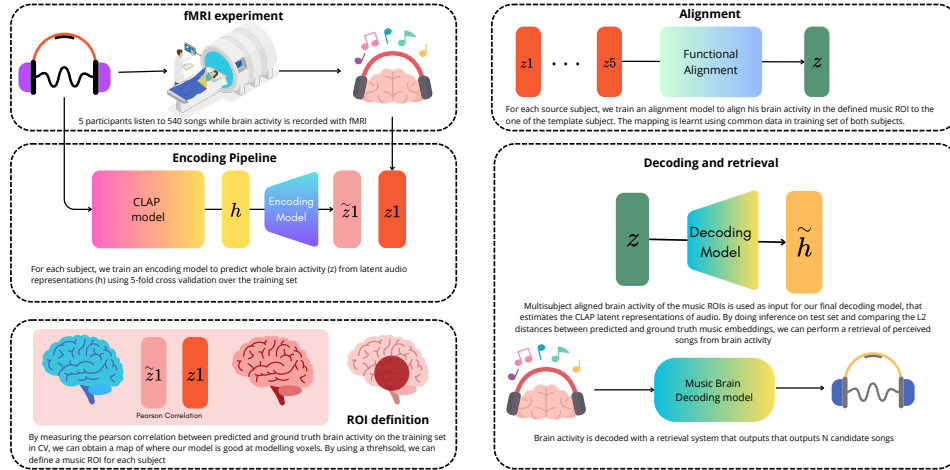 fMRI experiment
5 participants listen to 540 songs while brain activity is recorded with fMRI
Encoding Pipeline
CLAP
model
h
Encoding
Model
z̃1
z1
For each subject, we train an encoding model to predict whole brain activity (z) from latent audio
representations (h) using 5-fold cross validation over the training set
z̃1
z1
Pearson Correlation
ROI definition
By measuring the pearson correlation between predicted and ground truth brain activity on the training set
in CV, we can obtain a map of where our model is good at modelling voxels. By using a threhsold, we can
define a music ROI for each subject
Alignment
z1
. . .
z5
Functional
Alignment
z
For each source subject, we train an alignment model to align his brain activity in the defined music ROI to the
one of the template subject. The mapping is learnt using common data in training set of both subjects.
Decoding and retrieval
z
Decoding
Model
h̃
Multisubject aligned brain activity of the music ROIs is used as input for our final decoding model, that
estimates the CLAP latent representations of audio. By doing inference on test set and comparing the L2
distances between predicted and ground truth music embeddings, we can perform a retrieval of perceived
songs from brain activity
Music Brain
Decoding model
Brain activity is decoded with a retrieval system that outputs that outputs N candidate songs